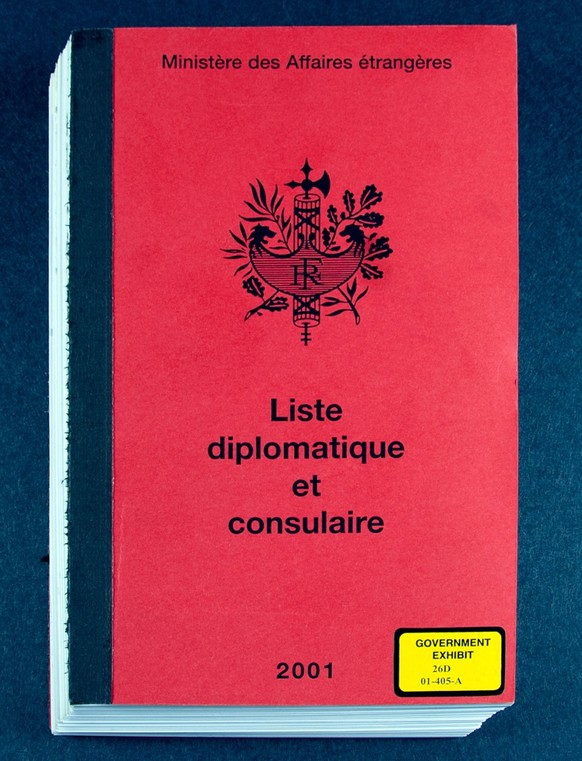 Ministère des Affaires étrangères
RF
Liste
diplomatique
et
consulaire
2001
GOVERNMENT
EXHIBIT
26D
01-405-A